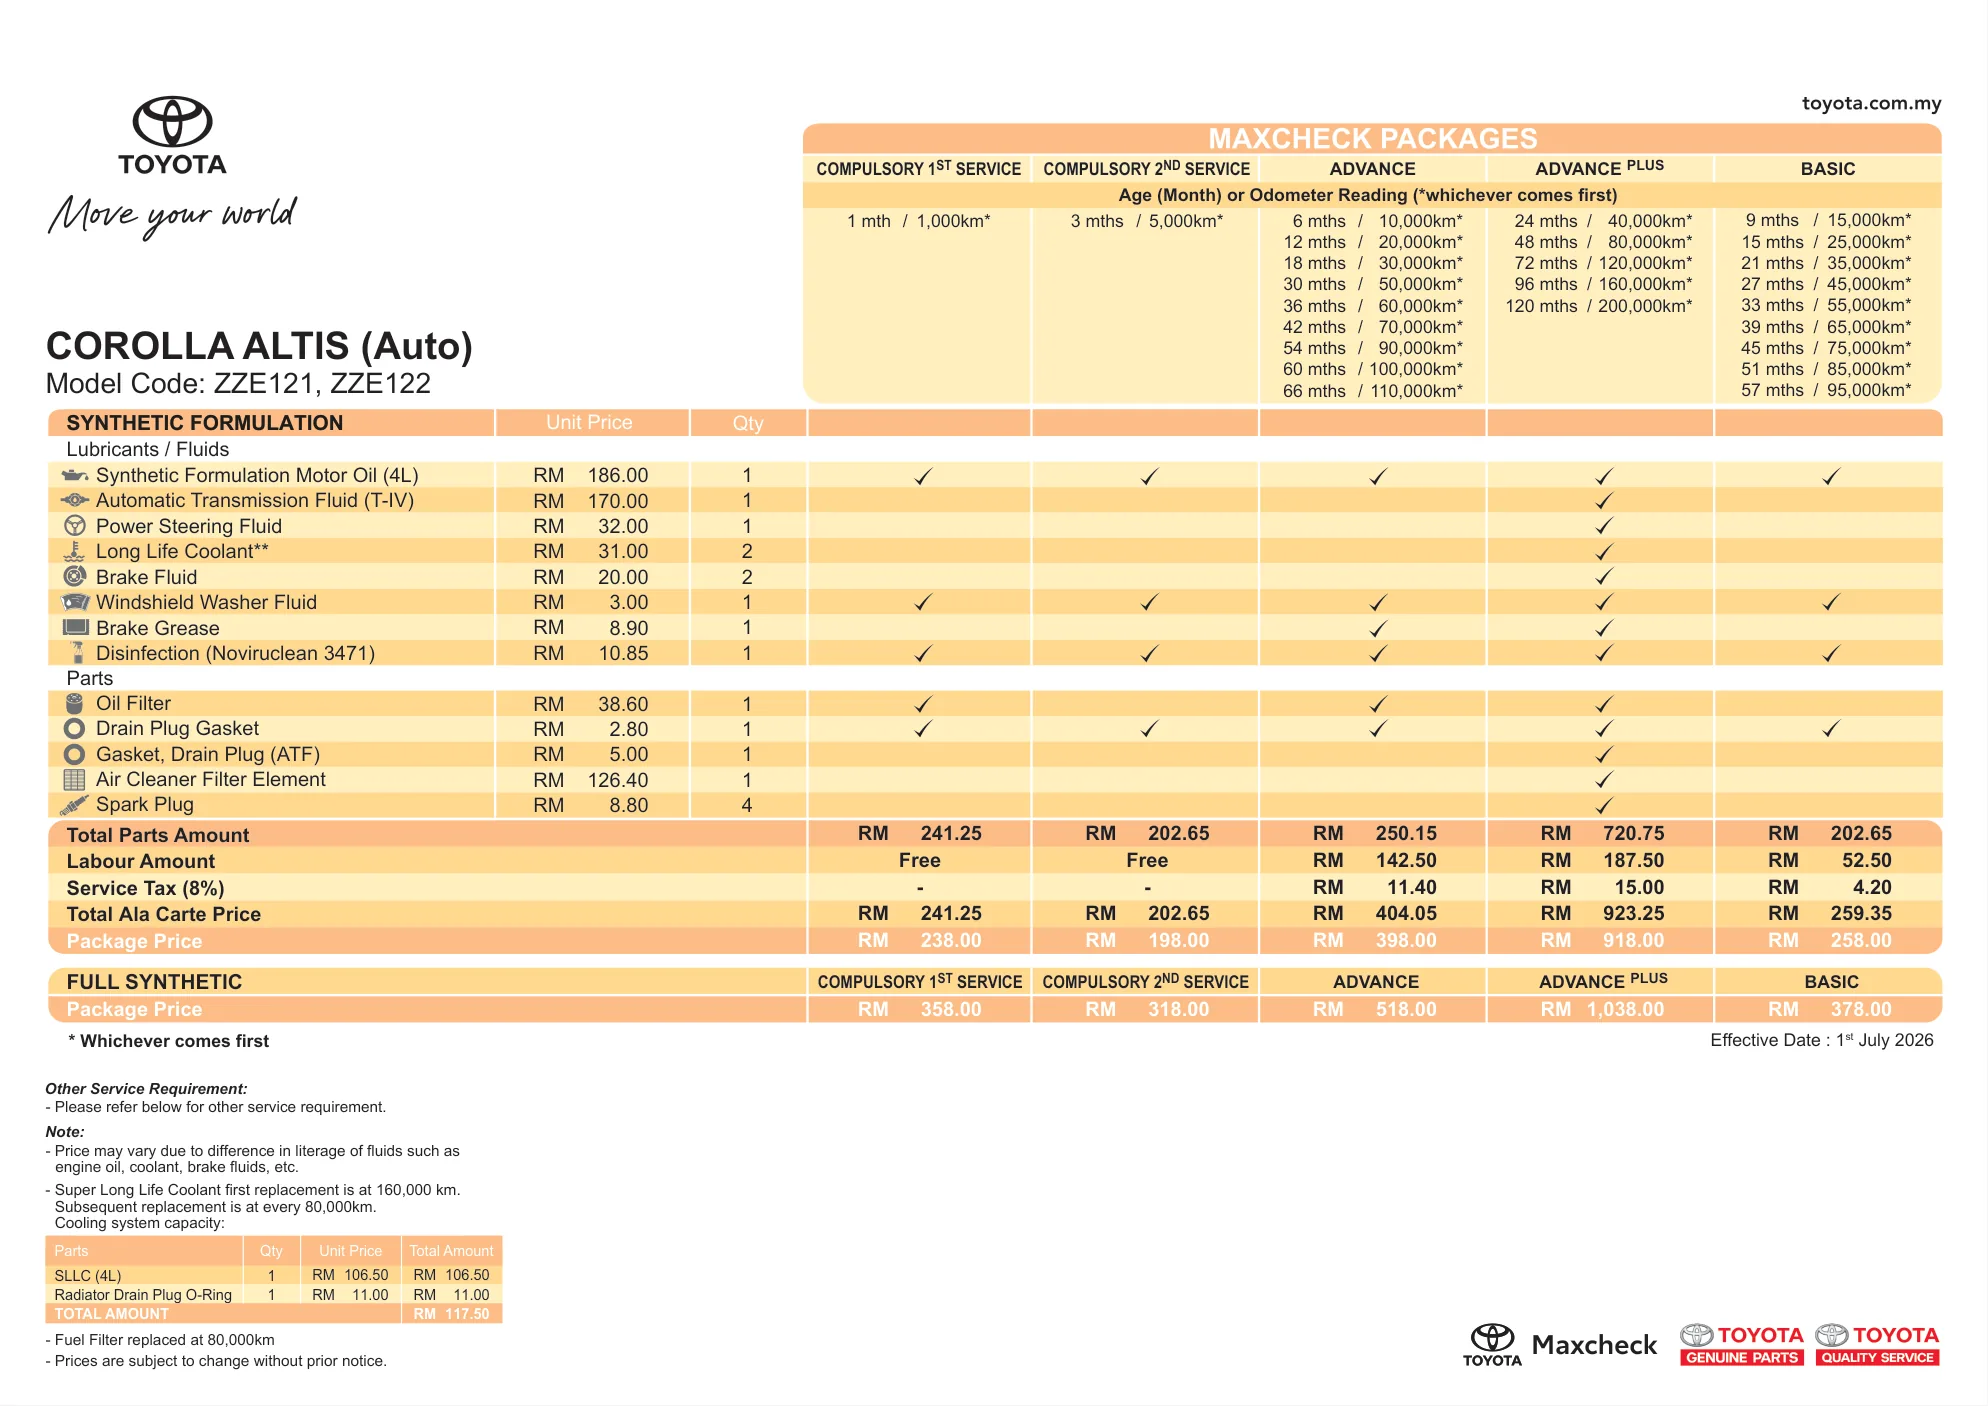 TOYOTA
Move your world
toyota.com.my
MAXCHECK PACKAGES
COMPULSORY 1ST SERVICE COMPULSORY 2ND SERVICE ADVANCE ADVANCE PLUS BASIC
Age (Month) or Odometer Reading (*whichever comes first)
1 mth / 1,000km* 3 mths / 5,000km* 6 mths / 10,000km* 24 mths / 40,000km* 9 mths / 15,000km*
12 mths / 20,000km* 48 mths / 80,000km* 15 mths / 25,000km*
18 mths / 30,000km* 72 mths / 120,000km* 21 mths / 35,000km*
30 mths / 50,000km* 96 mths / 160,000km* 27 mths / 45,000km*
36 mths / 60,000km* 120 mths / 200,000km* 33 mths / 55,000km*
42 mths / 70,000km* 39 mths / 65,000km*
54 mths / 90,000km* 45 mths / 75,000km*
60 mths / 100,000km* 51 mths / 85,000km*
66 mths / 110,000km* 57 mths / 95,000km*
COROLLA ALTIS (Auto)
Model Code: ZZE121, ZZE122
SYNTHETIC FORMULATION Unit Price Qty
Lubricants / Fluids
Synthetic Formulation Motor Oil (4L) RM 186.00 1 ✓ ✓ ✓ ✓ ✓
Automatic Transmission Fluid (T-IV) RM 170.00 1 ✓
Power Steering Fluid RM 32.00 1 ✓
Long Life Coolant** RM 31.00 2 ✓
Brake Fluid RM 20.00 2 ✓
Windshield Washer Fluid RM 3.00 1 ✓ ✓ ✓ ✓ ✓
Brake Grease RM 8.90 1 ✓ ✓
Disinfection (Noviruclean 3471) RM 10.85 1 ✓ ✓ ✓ ✓ ✓
Parts
Oil Filter RM 38.60 1 ✓ ✓ ✓
Drain Plug Gasket RM 2.80 1 ✓ ✓ ✓ ✓ ✓
Gasket, Drain Plug (ATF) RM 5.00 1 ✓
Air Cleaner Filter Element RM 126.40 1 ✓
Spark Plug RM 8.80 4 ✓
Total Parts Amount RM 241.25 RM 202.65 RM 250.15 RM 720.75 RM 202.65
Labour Amount Free Free RM 142.50 RM 187.50 RM 52.50
Service Tax (8%) - - RM 11.40 RM 15.00 RM 4.20
Total Ala Carte Price RM 241.25 RM 202.65 RM 404.05 RM 923.25 RM 259.35
Package Price RM 238.00 RM 198.00 RM 398.00 RM 918.00 RM 258.00
FULL SYNTHETIC COMPULSORY 1ST SERVICE COMPULSORY 2ND SERVICE ADVANCE ADVANCE PLUS BASIC
Package Price RM 358.00 RM 318.00 RM 518.00 RM 1,038.00 RM 378.00
* Whichever comes first
Effective Date : 1st July 2026
Other Service Requirement:
- Please refer below for other service requirement.
Note:
- Price may vary due to difference in literage of fluids such as
engine oil, coolant, brake fluids, etc.
- Super Long Life Coolant first replacement is at 160,000 km.
Subsequent replacement is at every 80,000km.
Cooling system capacity:
Parts Qty Unit Price Total Amount
SLLC (4L) 1 RM 106.50 RM 106.50
Radiator Drain Plug O-Ring 1 RM 11.00 RM 11.00
TOTAL AMOUNT RM 117.50
- Fuel Filter replaced at 80,000km
- Prices are subject to change without prior notice.
TOYOTA Maxcheck
TOYOTA GENUINE PARTS
TOYOTA QUALITY SERVICE